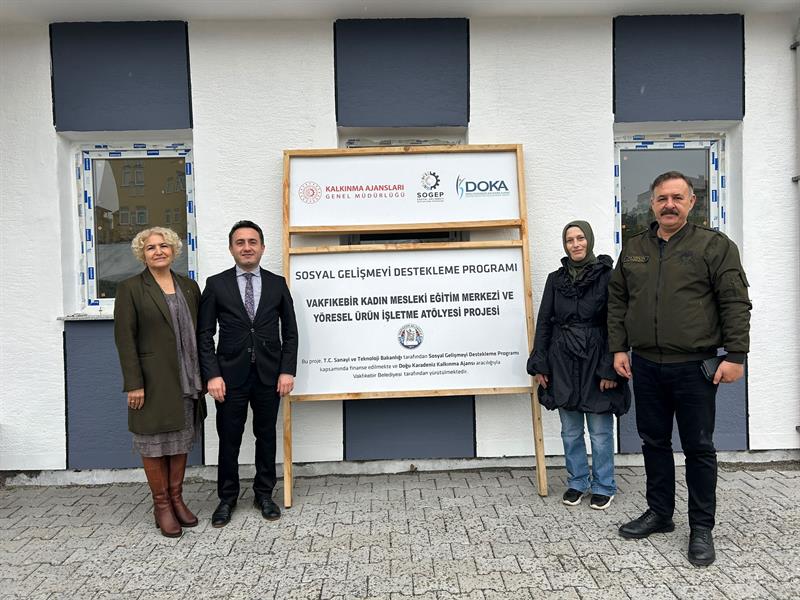 KALKINMA AJANSLARI
GENEL MÜDÜRLÜĞÜ
SOGEP
DOKA
SOSYAL GELİŞMEYİ DESTEKLEME PROGRAMI
VAKFIKEBİR KADIN MESLEKİ EĞİTİM MERKEZİ VE
YÖRESEL ÜRÜN İŞLETME ATÖLYESİ PROJESİ
Bu proje, T.C. Sanayi ve Teknoloji Bakanlığı tarafından Sosyal Gelişmeyi Destekleme Programı
kapsamında finanse edilmekte ve Doğu Karadeniz Kalkınma Ajansı aracılığıyla
Vakfıkebir Belediyesi tarafından yürütülmektedir.